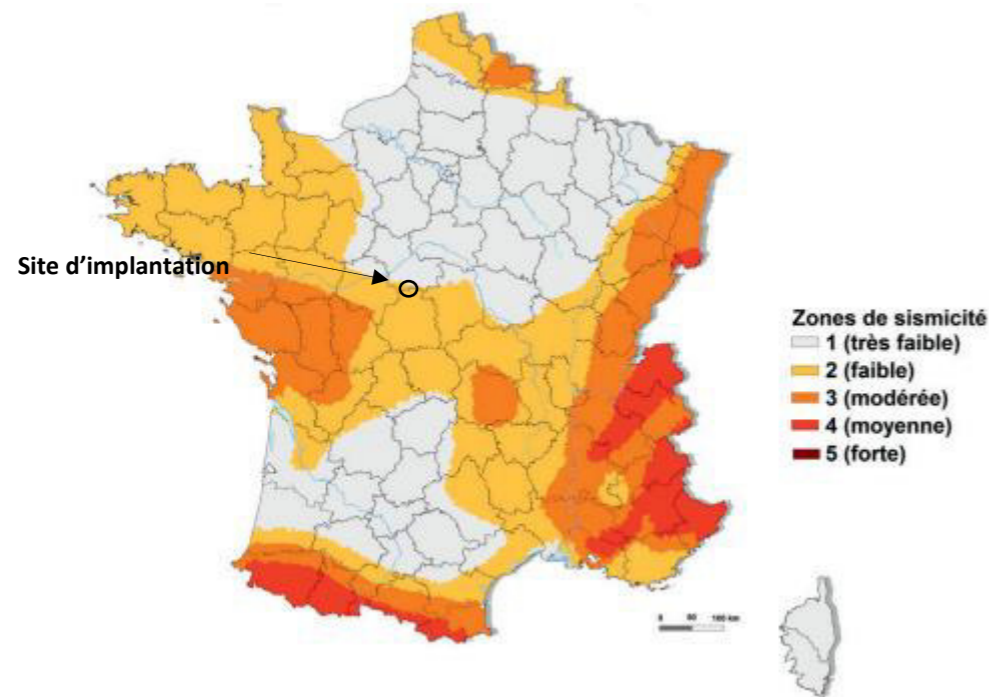 Site d’implantation
Zones de sismicité
1 (très faible)
2 (faible)
3 (modérée)
4 (moyenne)
5 (forte)